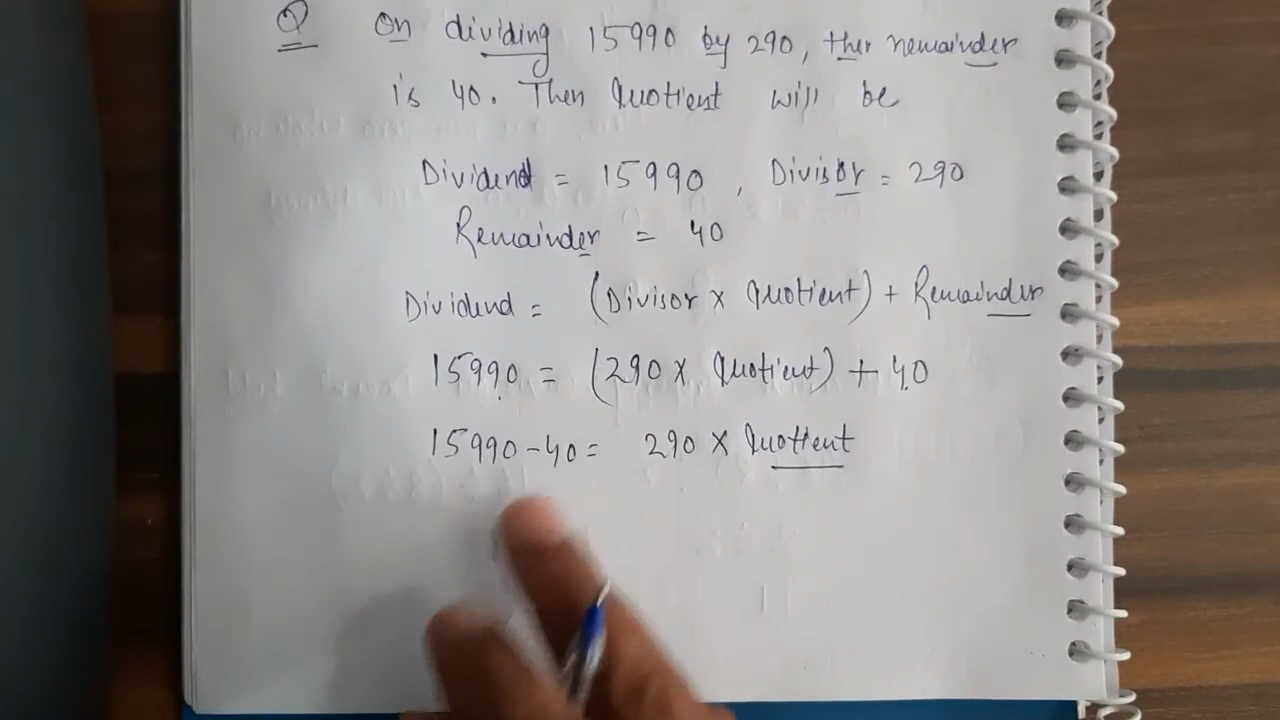 Q On dividing 15990 by 290, ther remainder
is 40. Then Quotient will be
Dividend = 15990, Divisor = 290
Remainder = 40
Dividend = (Divisor × Quotient) + Remainder
15990 = (290 × Quotient) + 40
15990 - 40 = 290 × Quotient